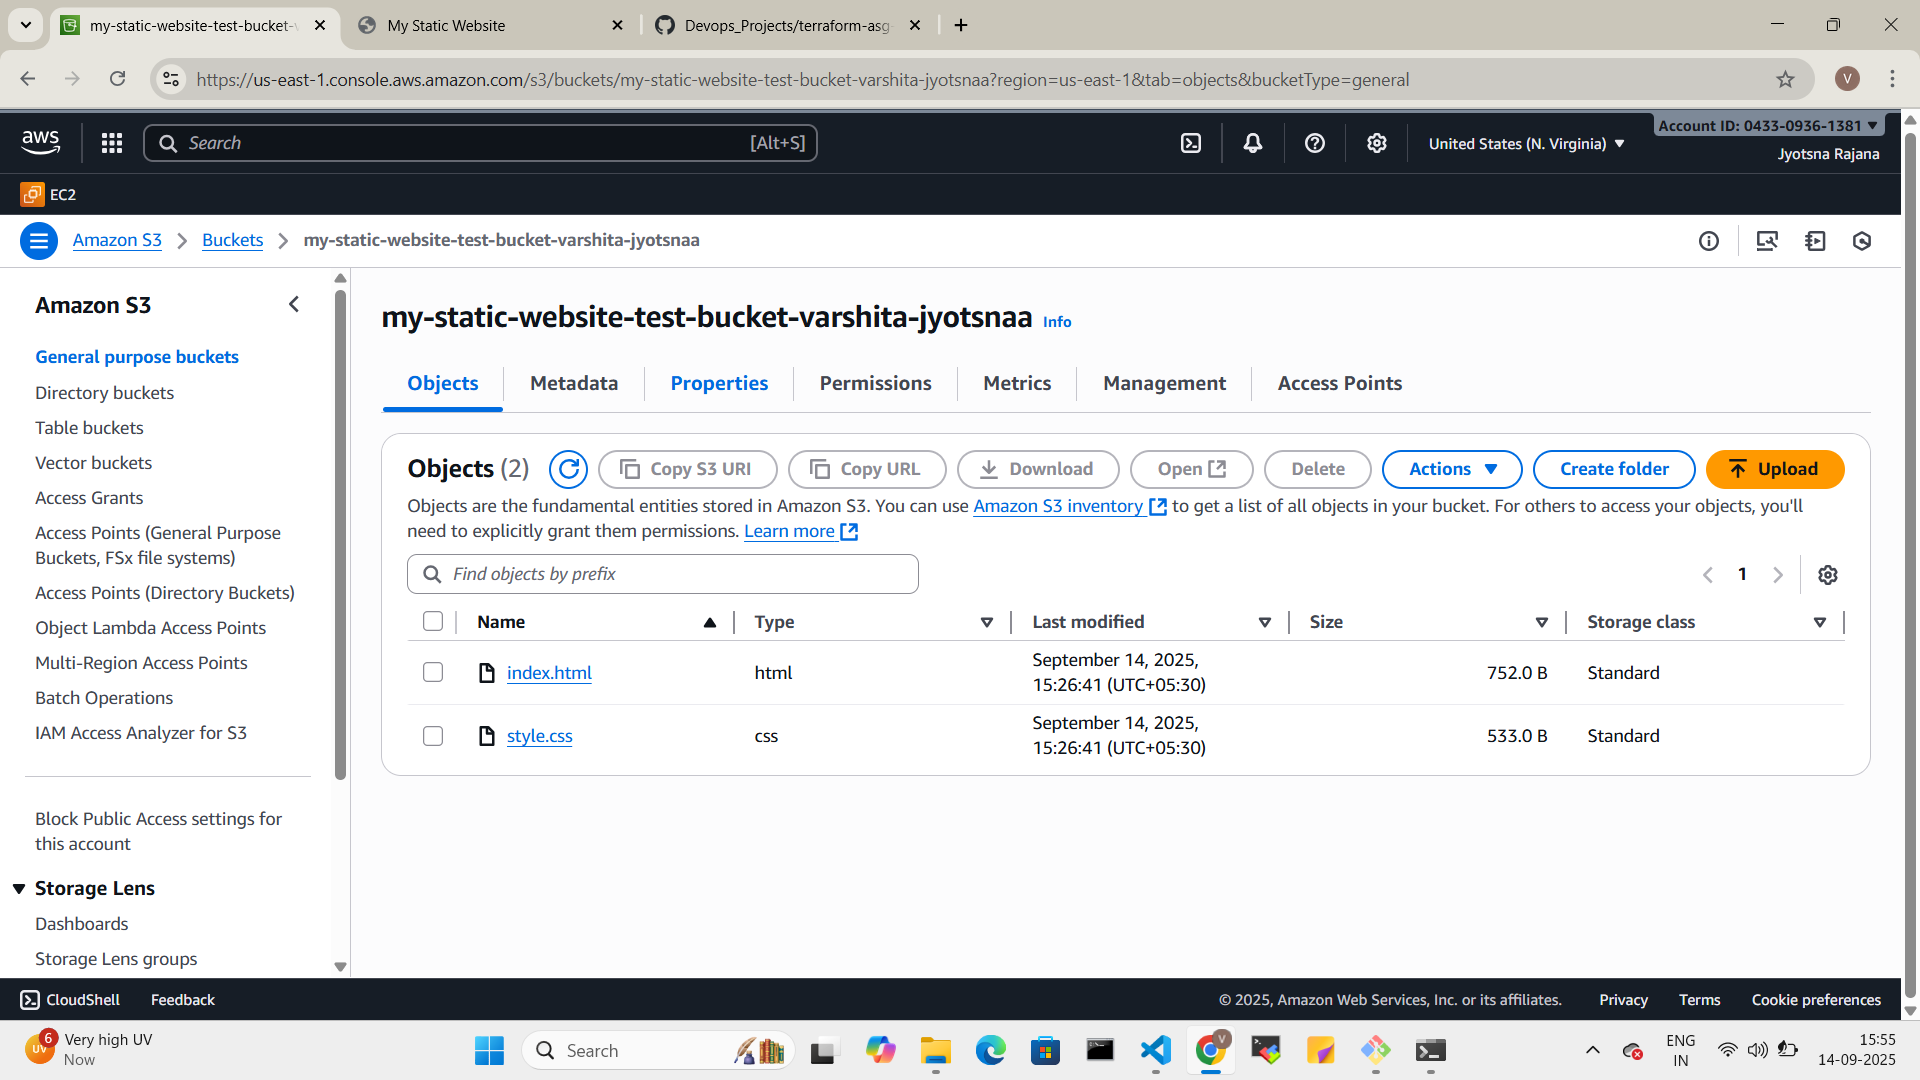 my-static-website-test-bucket-v
My Static Website
Devops_Projects/terraform-asg
https://us-east-1.console.aws.amazon.com/s3/buckets/my-static-website-test-bucket-varshita-jyotsnaa?region=us-east-1&tab=objects&bucketType=general
V
aws
Search
[Alt+S]
United States (N. Virginia)
Account ID: 0433-0936-1381
Jyotsna Rajana
EC2
Amazon S3
Buckets
my-static-website-test-bucket-varshita-jyotsnaa
Amazon S3
General purpose buckets
Directory buckets
Table buckets
Vector buckets
Access Grants
Access Points (General Purpose
Buckets, FSx file systems)
Access Points (Directory Buckets)
Object Lambda Access Points
Multi-Region Access Points
Batch Operations
IAM Access Analyzer for S3
Block Public Access settings for
this account
Storage Lens
Dashboards
Storage Lens groups
my-static-website-test-bucket-varshita-jyotsnaa Info
Objects
Metadata
Properties
Permissions
Metrics
Management
Access Points
Objects (2)
Copy S3 URI
Copy URL
Download
Open
Delete
Actions
Create folder
Upload
Objects are the fundamental entities stored in Amazon S3. You can use Amazon S3 inventory to get a list of all objects in your bucket. For others to access your objects, you'll
need to explicitly grant them permissions. Learn more
Find objects by prefix
1
Name
Type
Last modified
Size
Storage class
index.html
html
September 14, 2025,
15:26:41 (UTC+05:30)
752.0 B
Standard
style.css
css
September 14, 2025,
15:26:41 (UTC+05:30)
533.0 B
Standard
CloudShell
Feedback
© 2025, Amazon Web Services, Inc. or its affiliates.
Privacy
Terms
Cookie preferences
UV
6
Very high UV
Now
Search
V
ENG
IN
15:55
14-09-2025